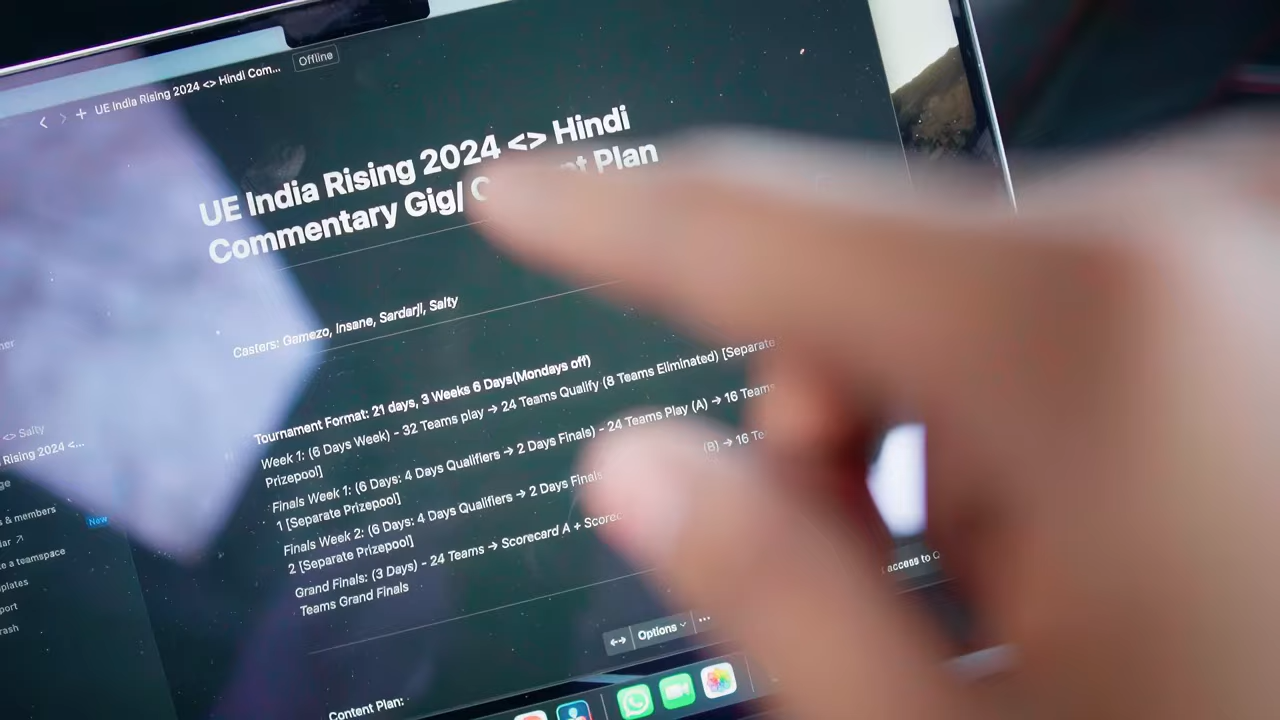 UE India Rising 2024 <> Hindi Com...
Offline
UE India Rising 2024 <> Hindi
Commentary Gig/ Plan
Casters: Gamezo, Insane, Sardarji, Salty
Tournament Format: 21 days, 3 Weeks 6 Days(Mondays off)
Week 1: (6 Days Week) - 32 Teams play → 24 Teams Qualify (8 Teams Eliminated) [Separate
Prizepool]
Finals Week 1: (6 Days: 4 Days Qualifiers → 2 Days Finals) - 24 Teams Play (A) → 16 Teams
1 [Separate Prizepool]
Finals Week 2: (6 Days: 4 Days Qualifiers → 2 Days Finals (B) → 16
2 [Separate Prizepool]
Grand Finals: (3 Days) - 24 Teams → Scorecard A +
Teams Grand Finals
Content Plan:
Options
<> Salty
Rising 2024 <...
& members
New
e a teamspace
access to